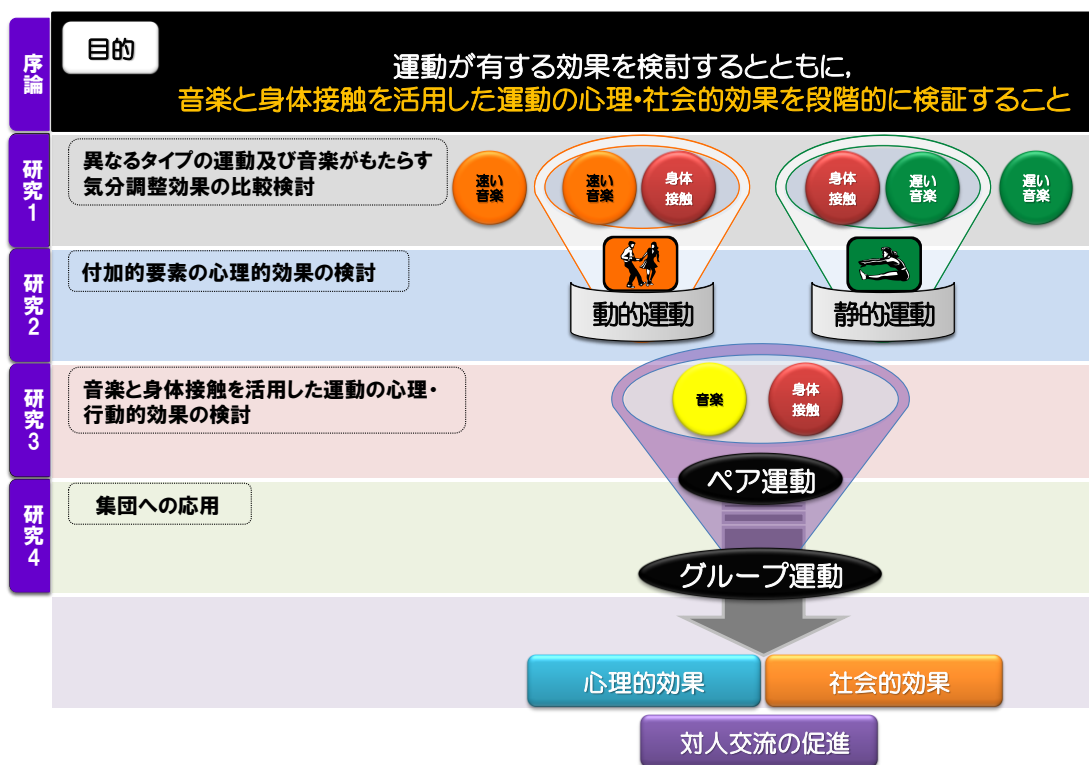 序論
目的
運動が有する効果を検討するとともに,
音楽と身体接触を活用した運動の心理・社会的効果を段階的に検証すること
研究1
異なるタイプの運動及び音楽がもたらす
気分調整効果の比較検討
速い
音楽
速い
音楽
身体
接触
身体
接触
遅い
音楽
遅い
音楽
研究2
付加的要素の心理的効果の検討
動的運動
静的運動
研究3
音楽と身体接触を活用した運動の心理・
行動的効果の検討
音楽
身体
接触
ペア運動
研究4
集団への応用
グループ運動
心理的効果
社会的効果
対人交流の促進